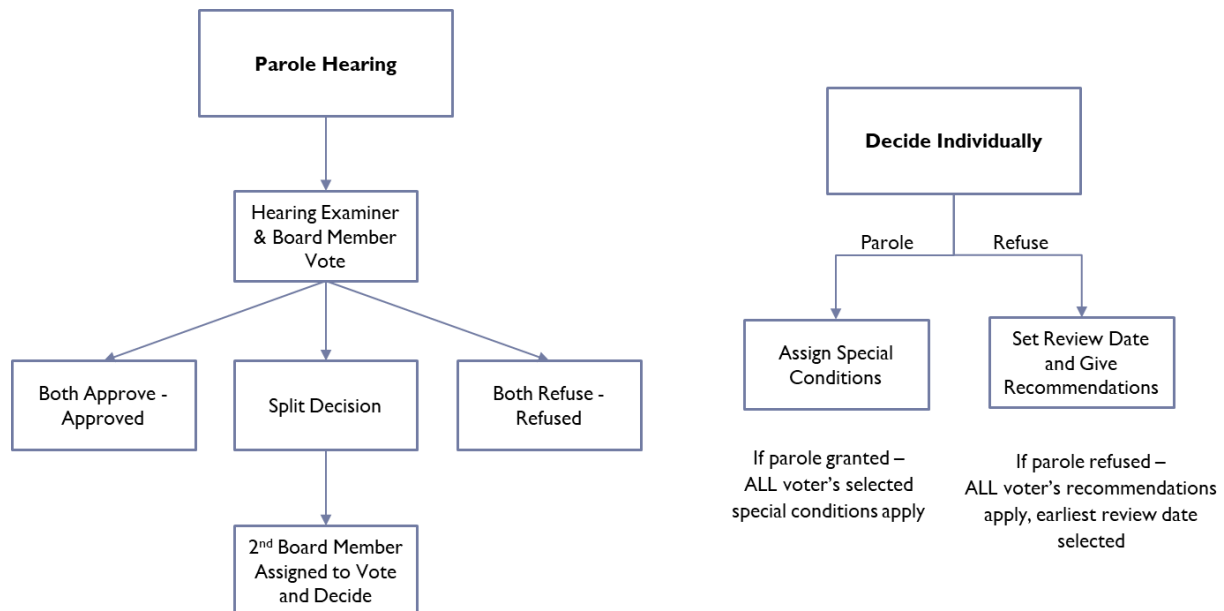 Parole Hearing
Hearing Examiner
& Board Member
Vote
Both Approve -
Approved
Split Decision
Both Refuse -
Refused
2nd Board Member
Assigned to Vote
and Decide
Decide Individually
Parole
Refuse
Assign Special
Conditions
Set Review Date
and Give
Recommendations
If parole granted –
ALL voter's selected
special conditions apply
If parole refused –
ALL voter's recommendations
apply, earliest review date
selected